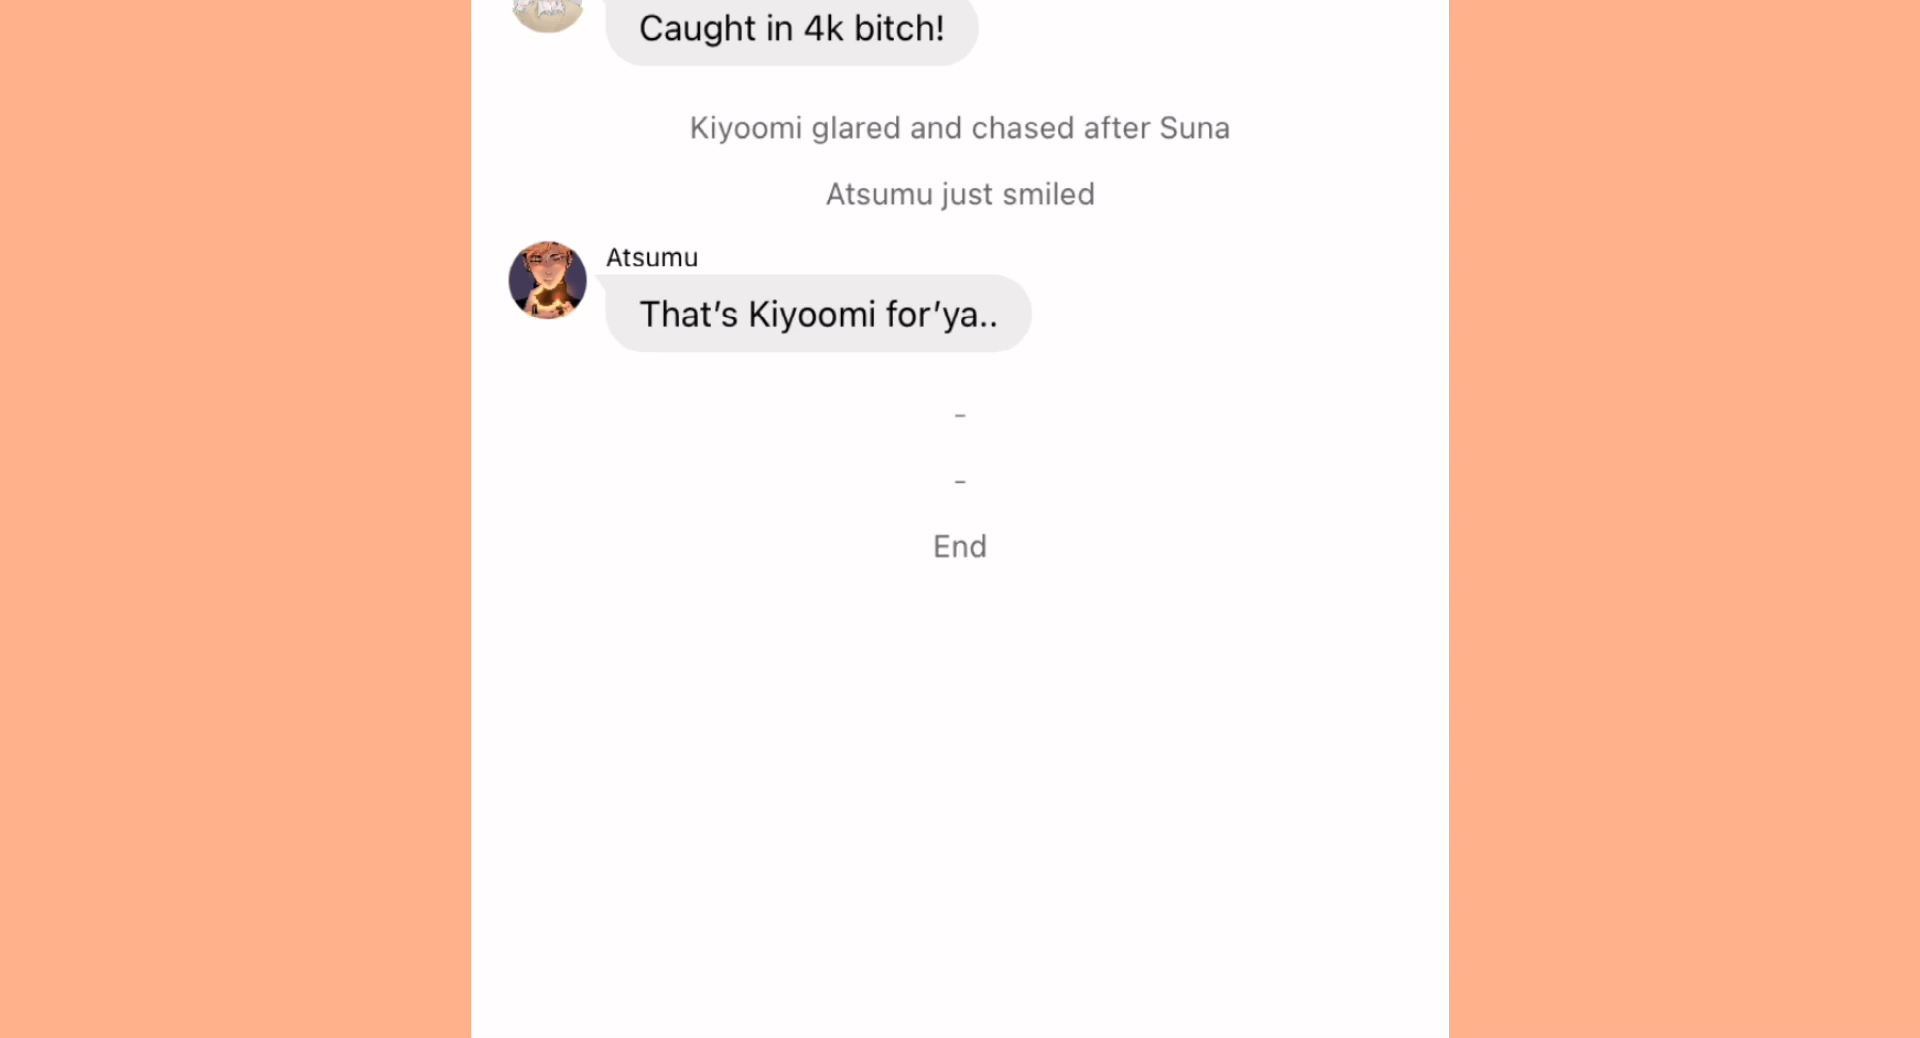 Caught in 4k bitch!
Kiyoomi glared and chased after Suna
Atsumu just smiled
Atsumu
That’s Kiyoomi for’ya..
-
-
End